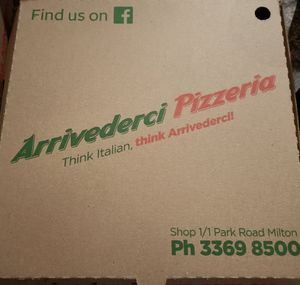 Find us on f
Arrivederci Pizzeria
Think Italian, think Arrivederci!
Shop 1/1 Park Road Milton
Ph 3369 8500